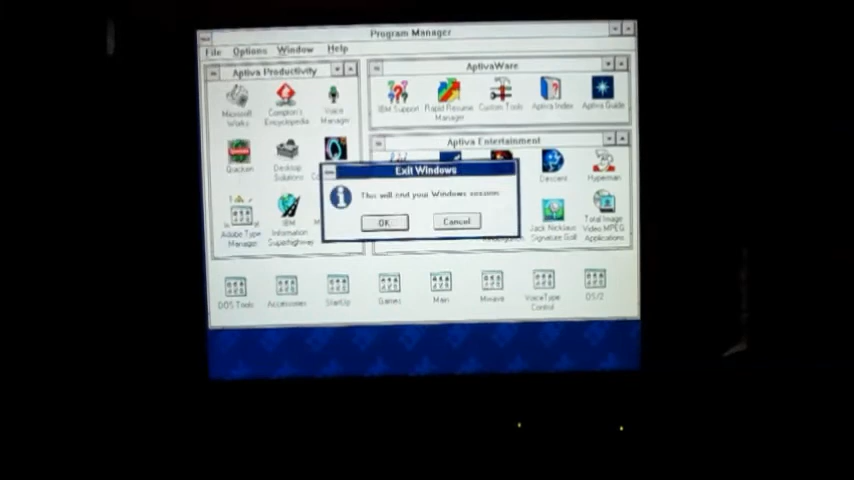 Program Manager
File Options Window Help
Aptiva Productivity
AptivaWare
Microsoft Works
Compton's Encyclopedia
Voice Manager
IBM Support
Rapid Resume Manager
Custom Tools
Aptiva Index
Aptiva Guide
Aptiva Entertainment
Quicken
Desktop Solutions
Descent
Hyperman
Exit Windows
This will end your Windows session.
OK
Cancel
Adobe Type Manager
IBM Information Superhighway
Jack Nicklaus Signature Golf
Total Image Video MPEG Applications
DOS Tools
Accessories
StartUp
Games
Main
Mwave
VoiceType Control
OS/2